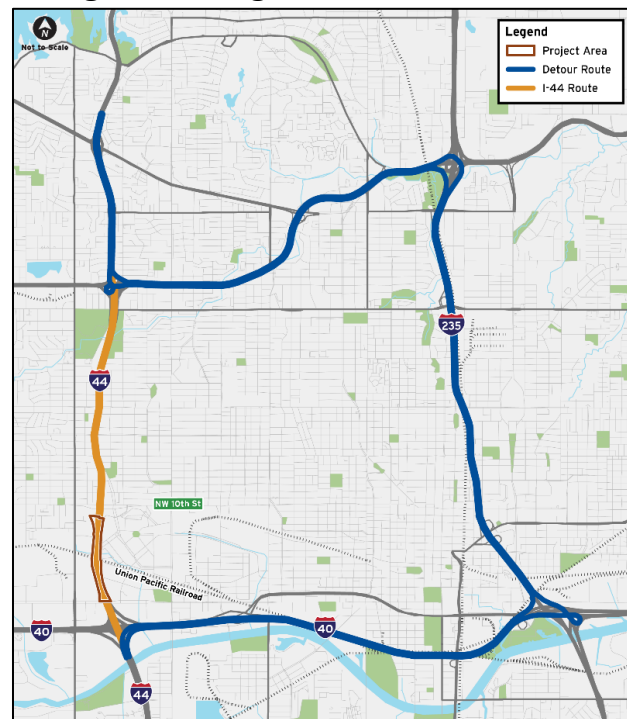 N
Not to Scale
Legend
Project Area
Detour Route
I-44 Route
235
44
NW 10th St
Union Pacific Railroad
40
40
44